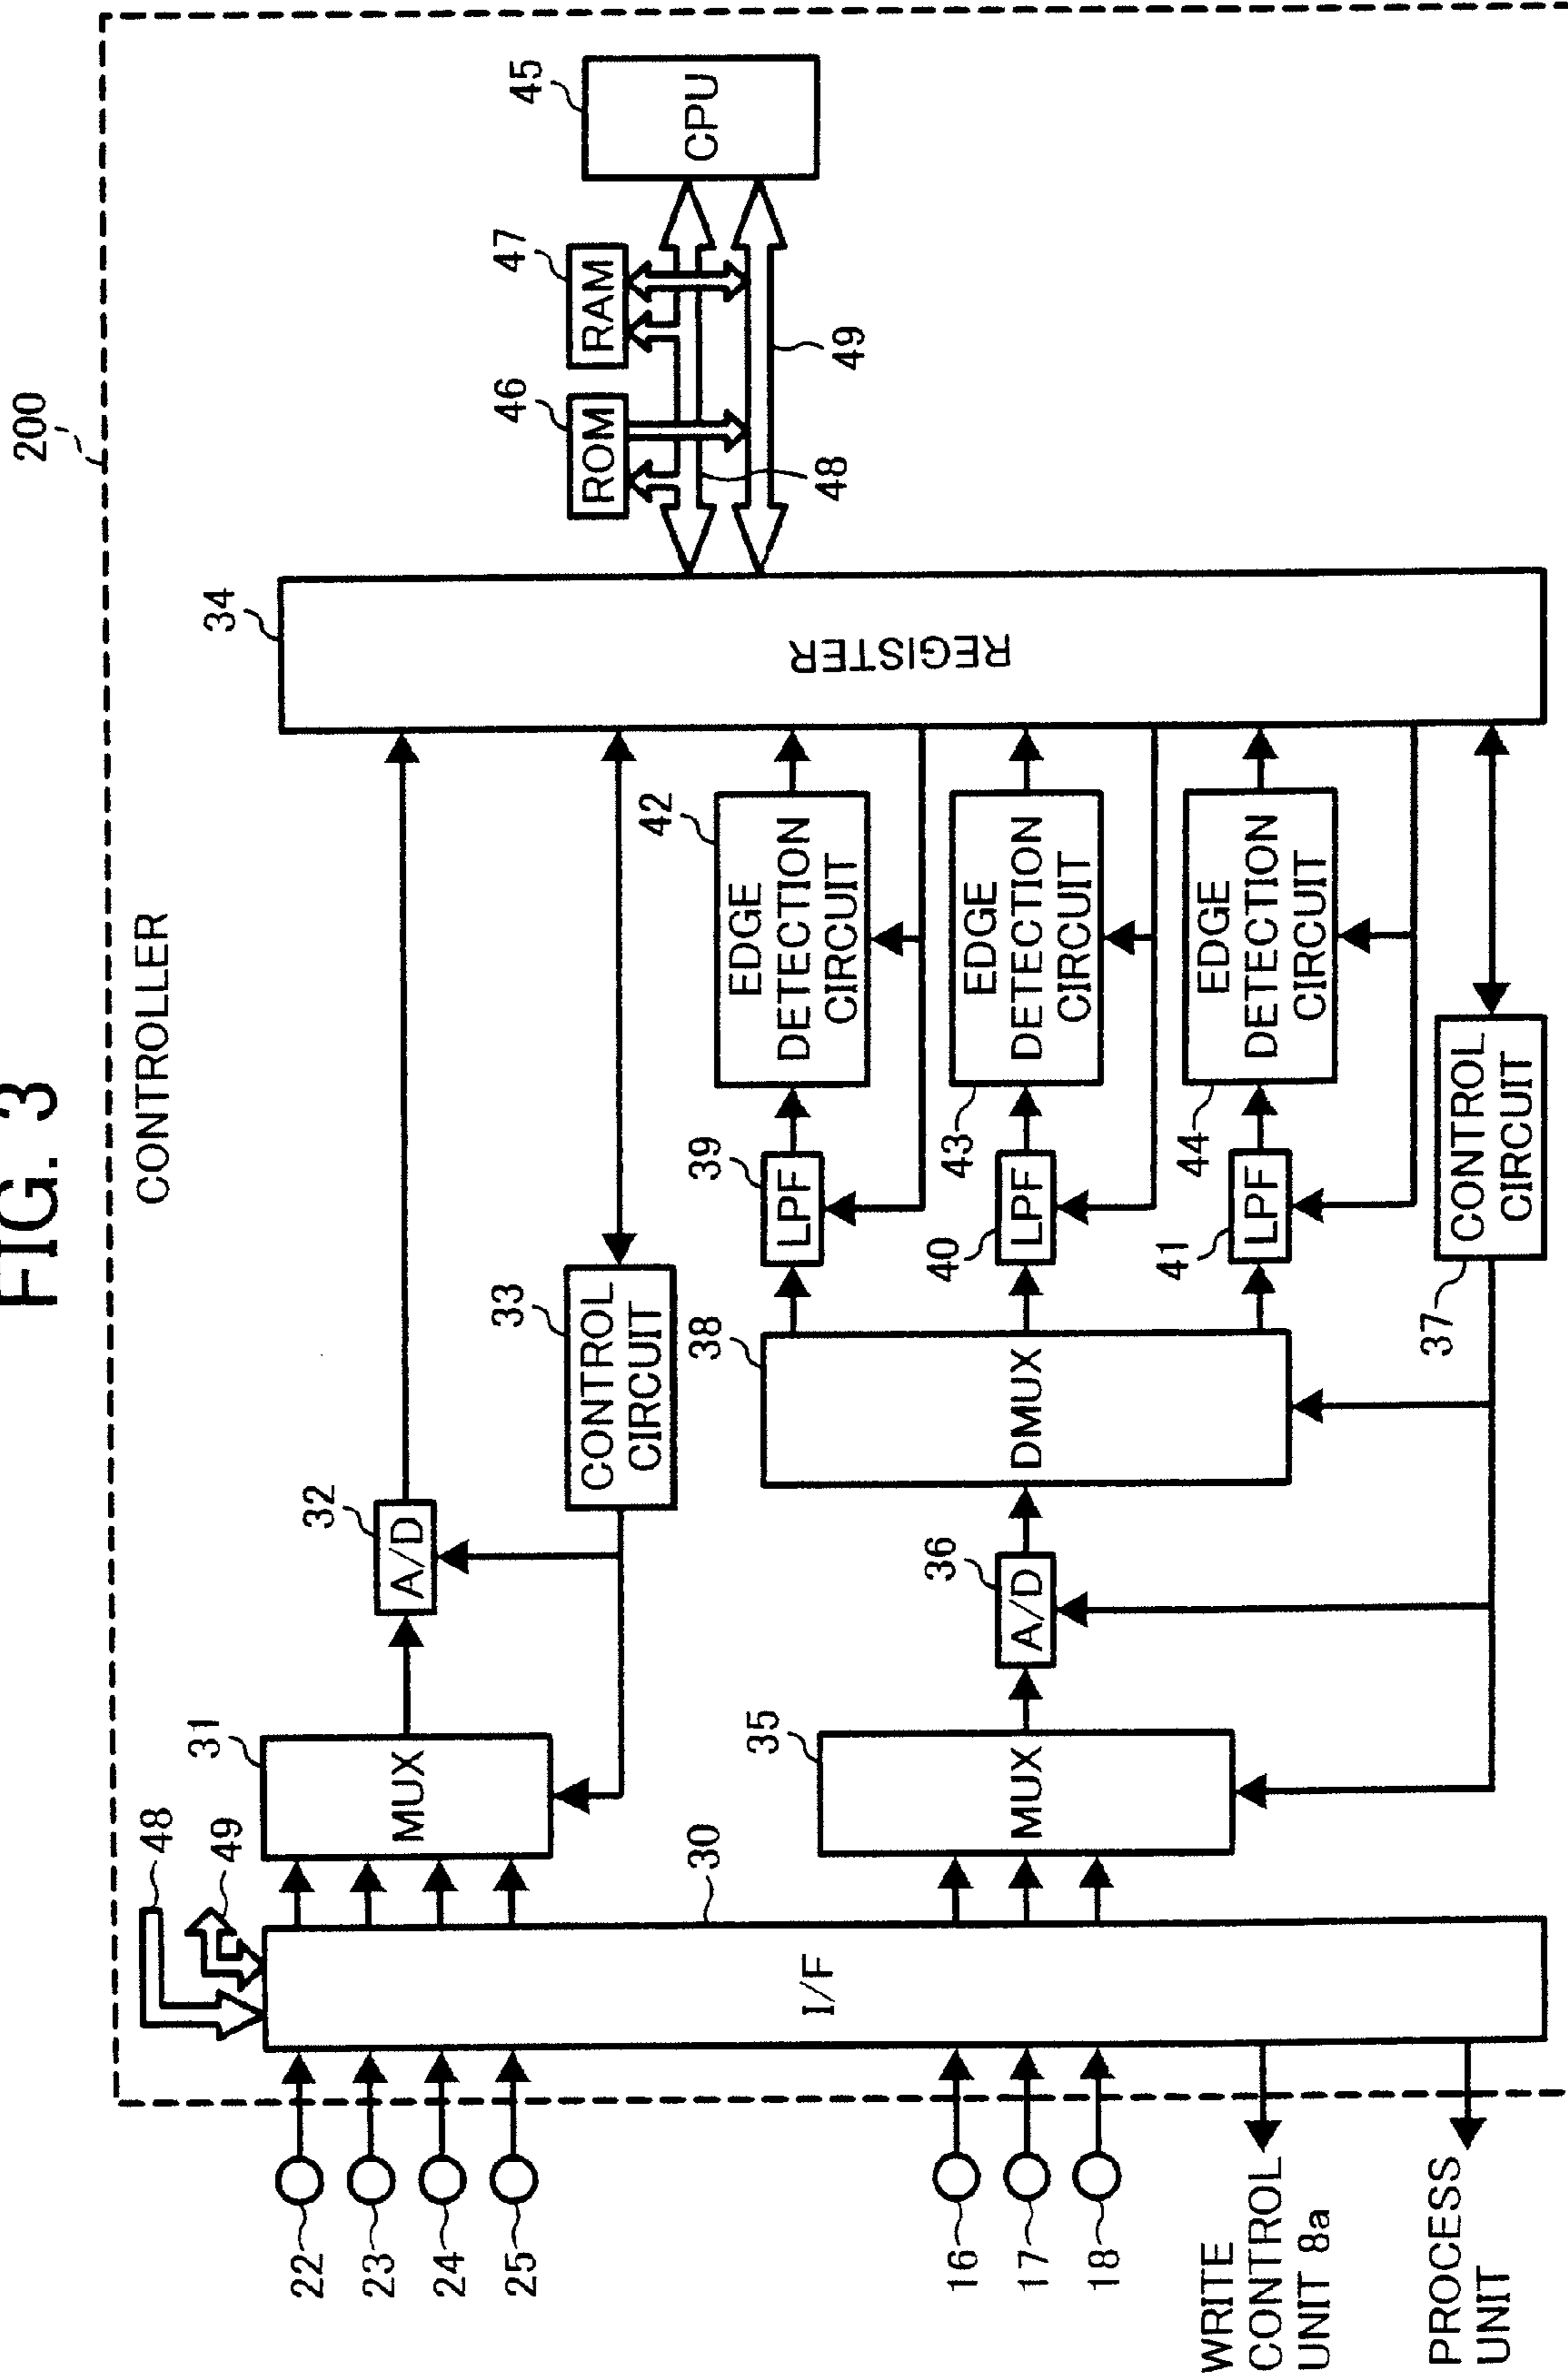 FIG. 3
200
CONTROLLER
48
49
22
23
24
25
16
17
18
WRITE
CONTROL
UNIT 8a
PROCESS
UNIT
30
I/F
31
MUX
32
A/D
33
CONTROL
CIRCUIT
35
MUX
36
A/D
38
DMUX
37
CONTROL
CIRCUIT
39
LPF
40
LPF
41
LPF
42
EDGE
DETECTION
CIRCUIT
43
EDGE
DETECTION
CIRCUIT
44
EDGE
DETECTION
CIRCUIT
34
REGISTER
46
ROM
47
RAM
48
49
45
CPU